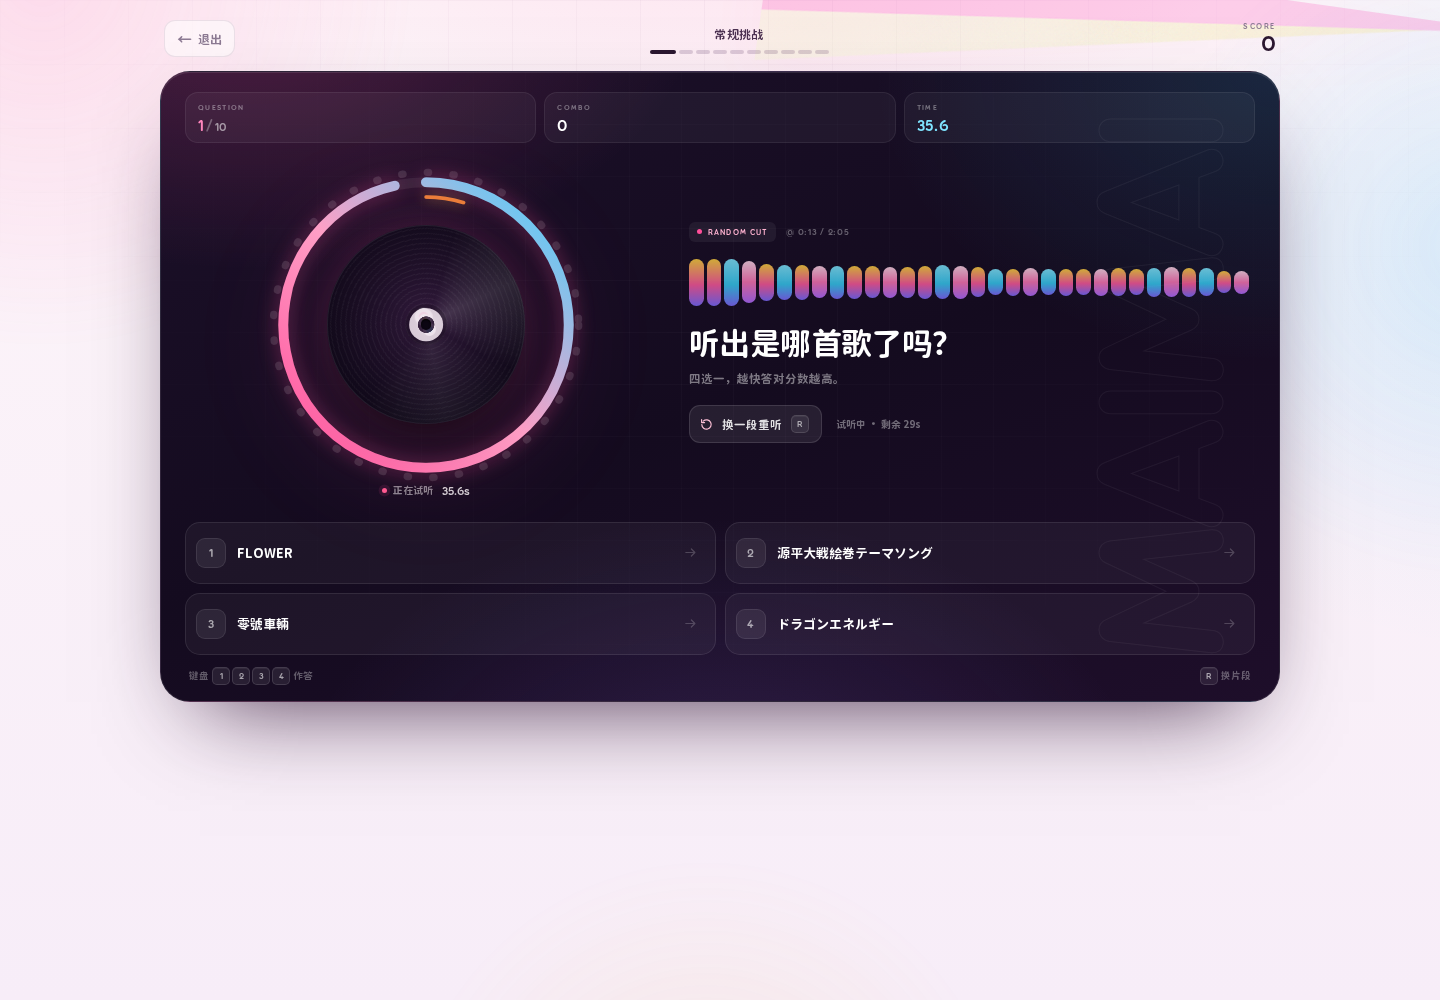 ← 退出
常规挑战
SCORE
0
QUESTION
1 / 10
COMBO
0
TIME
35.6
RANDOM CUT
0:13 / 2:05
听出是哪首歌了吗?
四选一，越快答对分数越高。
换一段重听 R
试听中 • 剩余 29s
正在试听 35.6s
1 FLOWER →
2 源平大戦絵巻テーマソング →
3 零號車輛 →
4 ドラゴンエネルギー →
键盘 1 2 3 4 作答
R 换片段